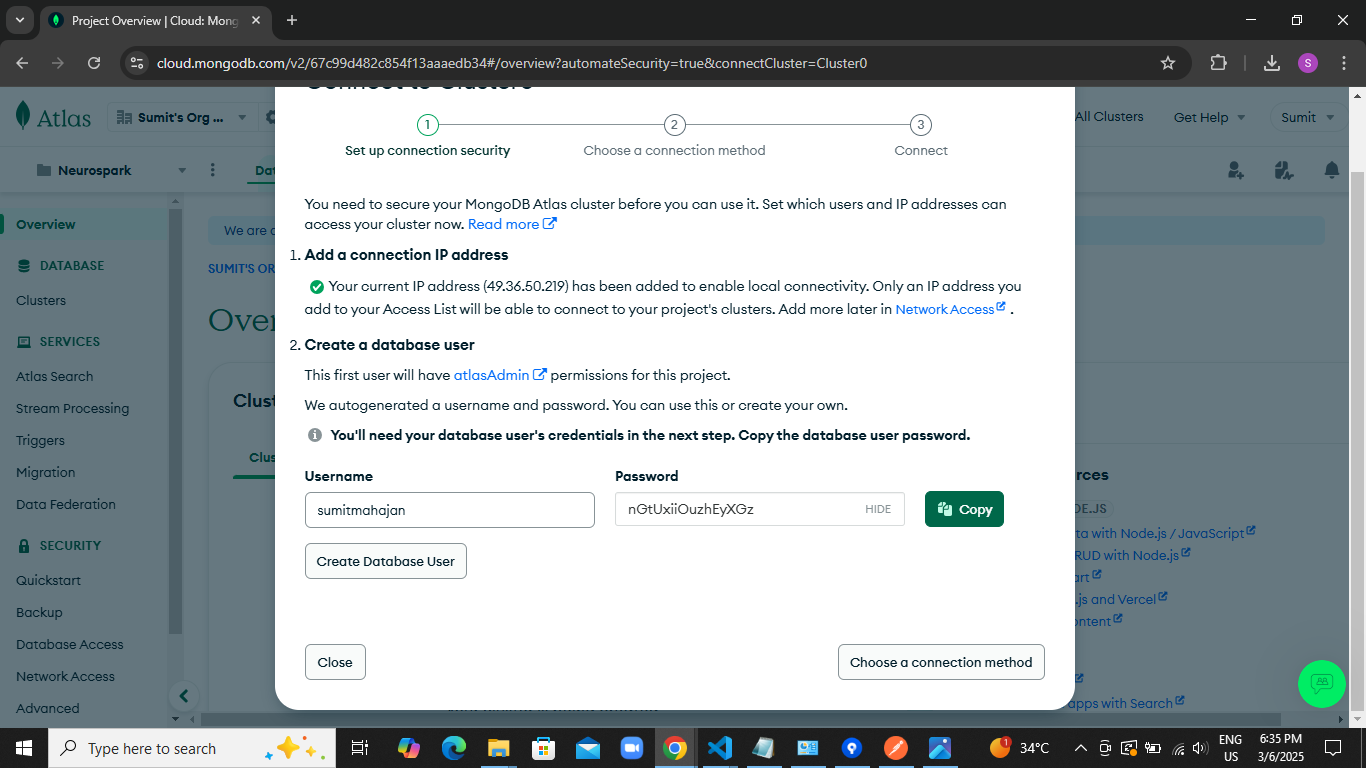 Project Overview | Cloud: Mong
cloud.mongodb.com/v2/67c99d482c854f13aaaedb34#/overview?automateSecurity=true&connectCluster=Cluster0
S
Connect to Clusters
Atlas
Sumit's Org ...
All Clusters
Get Help
Sumit
1
2
3
Set up connection security
Choose a connection method
Connect
Neurospark
Dat
You need to secure your MongoDB Atlas cluster before you can use it. Set which users and IP addresses can
access your cluster now. Read more
Overview
We are
DATABASE
SUMIT'S OR
Clusters
Over
1. Add a connection IP address
Your current IP address (49.36.50.219) has been added to enable local connectivity. Only an IP address you
add to your Access List will be able to connect to your project's clusters. Add more later in Network Access .
SERVICES
Atlas Search
Stream Processing
Triggers
Migration
Data Federation
Clust
Clus
2. Create a database user
This first user will have atlasAdmin permissions for this project.
We autogenerated a username and password. You can use this or create your own.
You'll need your database user's credentials in the next step. Copy the database user password.
Username
Password
sumitmahajan
nGtUxiiOuzhEyXGz
HIDE
Copy
Create Database User
Close
Choose a connection method
rces
DE.JS
ta with Node.js / JavaScript
RUD with Node.js
art
.js and Vercel
ontent
apps with Search
SECURITY
Quickstart
Backup
Database Access
Network Access
Advanced
Type here to search
1
34°C
ENG
US
6:35 PM
3/6/2025